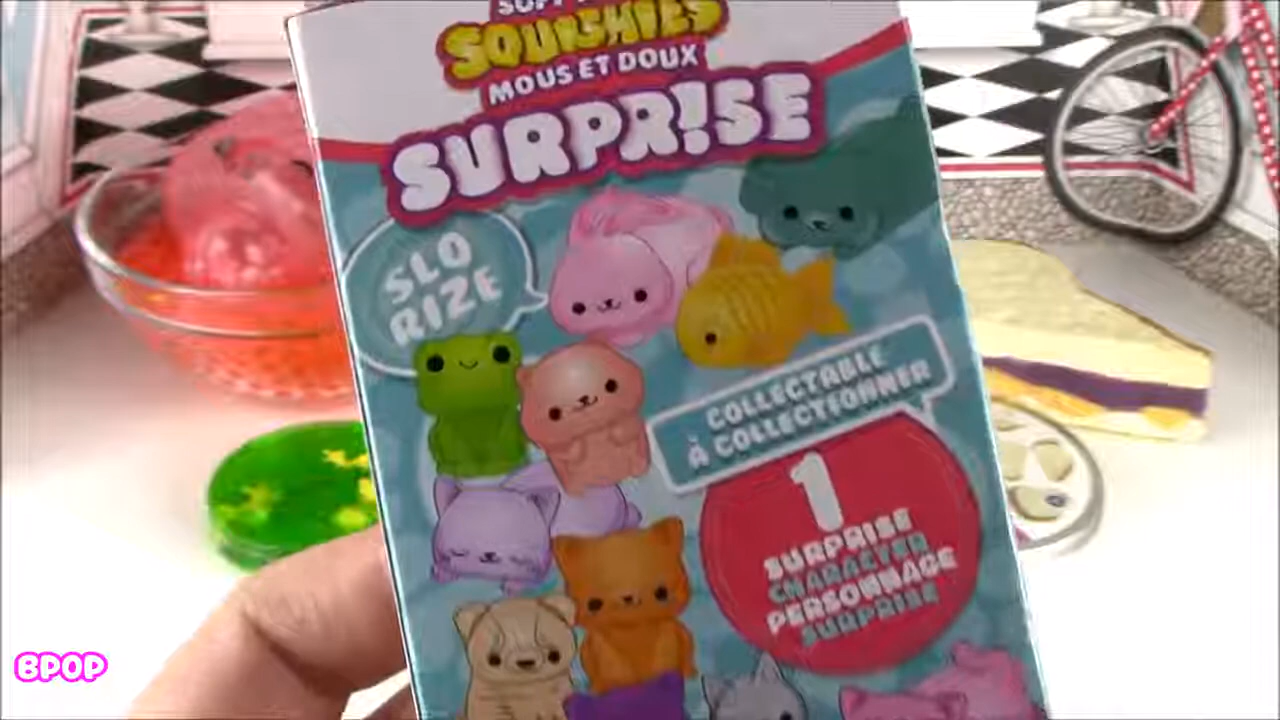 SQUISHIES
MOUS ET DOUX
SURPR!SE
SLO
RIZE
COLLECTABLE
À COLLECTIONNER
1
SURPRISE
CHARACTER
PERSONNAGE
SURPRISE
BPOP